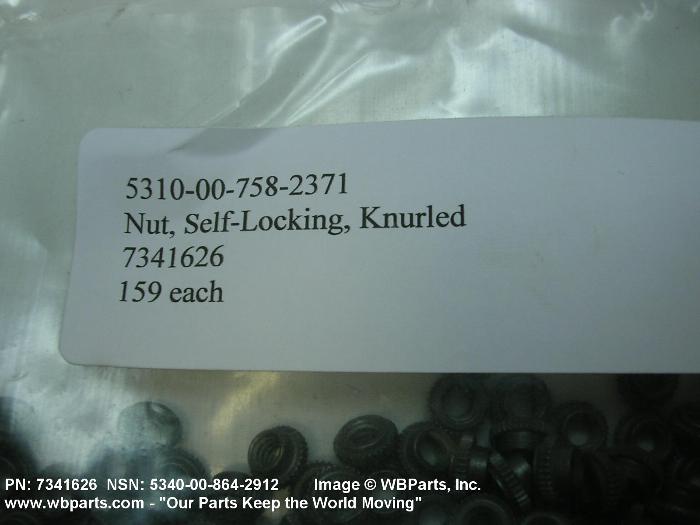 5310-00-758-2371
Nut, Self-Locking, Knurled
7341626
159 each
PN: 7341626 NSN: 5340-00-864-2912 Image © WBParts, Inc.
www.wbparts.com - "Our Parts Keep the World Moving"